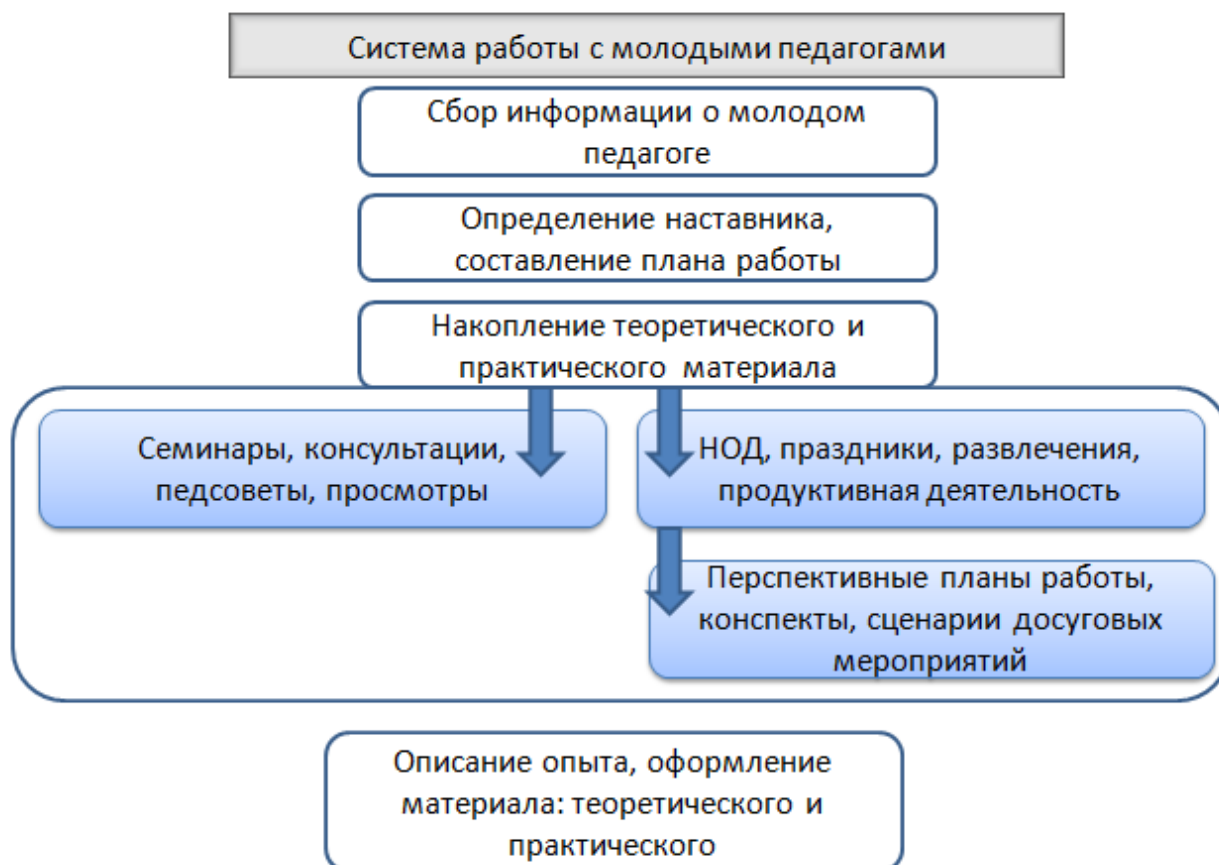 Система работы с молодыми педагогами
Сбор информации о молодом
педагоге
Определение наставника,
составление плана работы
Накопление теоретического и
практического материала
Семинары, консультации,
педсоветы, просмотры
НОД, праздники, развлечения,
продуктивная деятельность
Перспективные планы работы,
конспекты, сценарии досуговых
мероприятий
Описание опыта, оформление
материала: теоретического и
практического